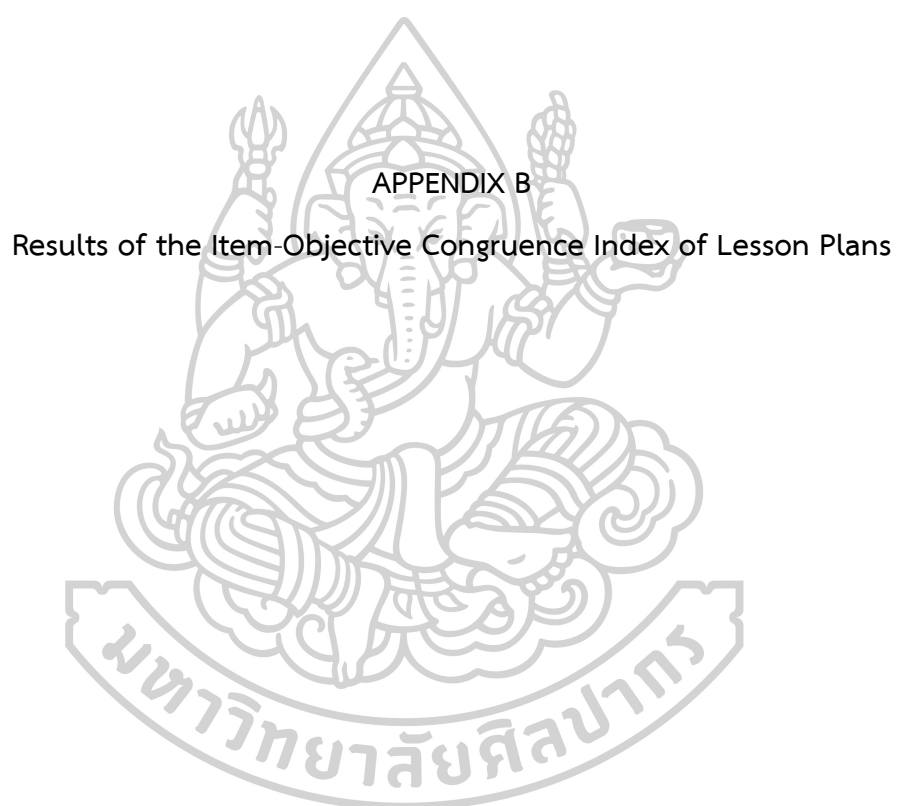 APPENDIX B
Results of the Item-Objective Congruence Index of Lesson Plans
มหาวิทยาลัยศิลปากร